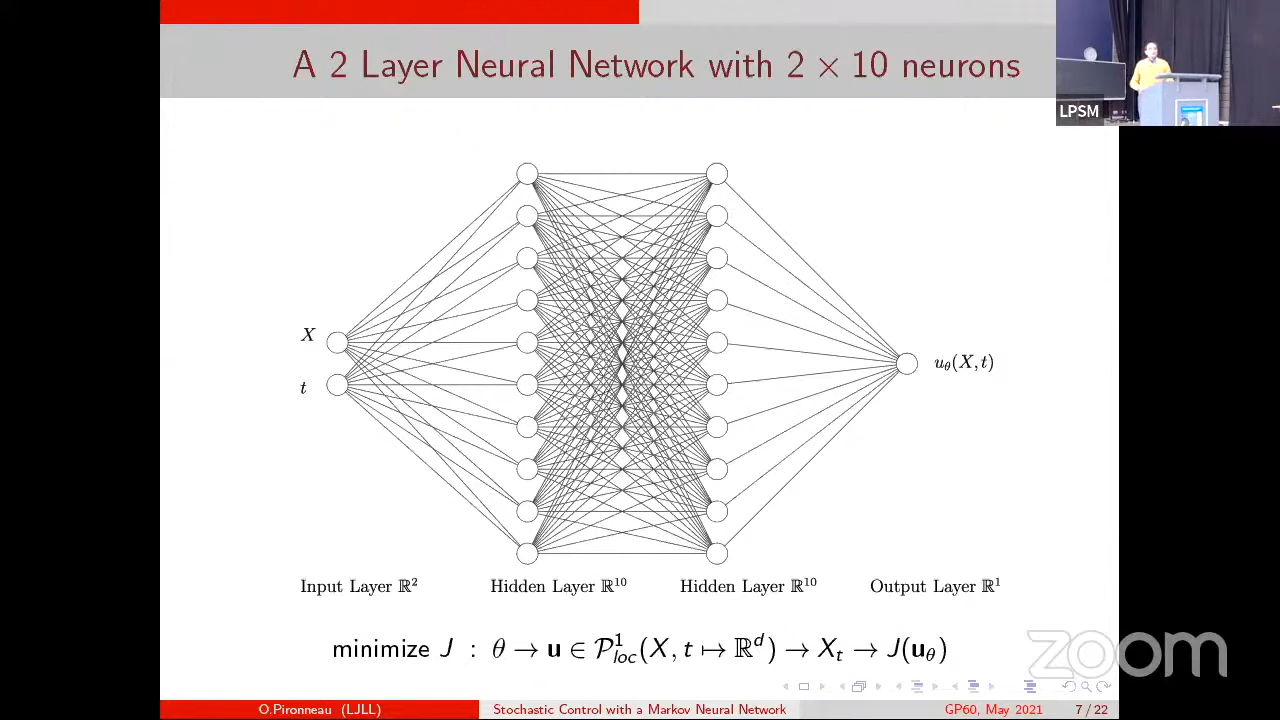 A 2 Layer Neural Network with 2 × 10 neurons
LPSM
X
t
u_θ(X, t)
Input Layer ℝ² Hidden Layer ℝ¹⁰ Hidden Layer ℝ¹⁰ Output Layer ℝ¹
minimize J : θ → **u** ∈ 𝒫¹_loc(X, t ↦ ℝ^d) → X_t → J(**u**_θ)
zoom
O.Pironneau (LJLL) Stochastic Control with a Markov Neural Network GP60, May 2021 7 / 22